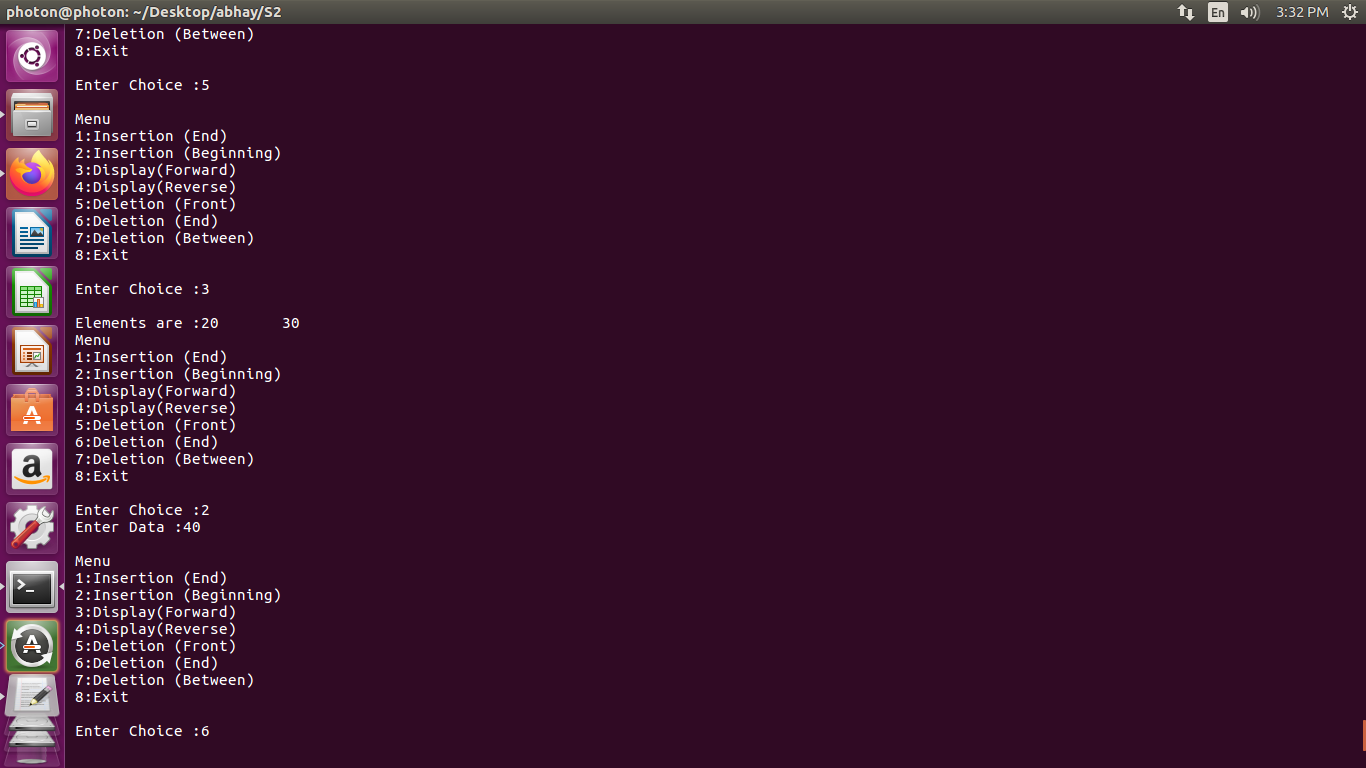 photon@photon: ~/Desktop/abhay/S2 En 3:32 PM
7:Deletion (Between)
8:Exit
Enter Choice :5
Menu
1:Insertion (End)
2:Insertion (Beginning)
3:Display(Forward)
4:Display(Reverse)
5:Deletion (Front)
6:Deletion (End)
7:Deletion (Between)
8:Exit
Enter Choice :3
Elements are :20 30
Menu
1:Insertion (End)
2:Insertion (Beginning)
3:Display(Forward)
4:Display(Reverse)
5:Deletion (Front)
6:Deletion (End)
7:Deletion (Between)
8:Exit
Enter Choice :2
Enter Data :40
Menu
1:Insertion (End)
2:Insertion (Beginning)
3:Display(Forward)
4:Display(Reverse)
5:Deletion (Front)
6:Deletion (End)
7:Deletion (Between)
8:Exit
Enter Choice :6